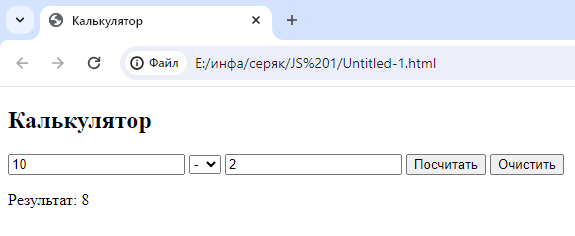 Калькулятор
Файл E:/инфа/серяк/JS%201/Untitled-1.html
Калькулятор
10 - 2 Посчитать Очистить
Результат: 8